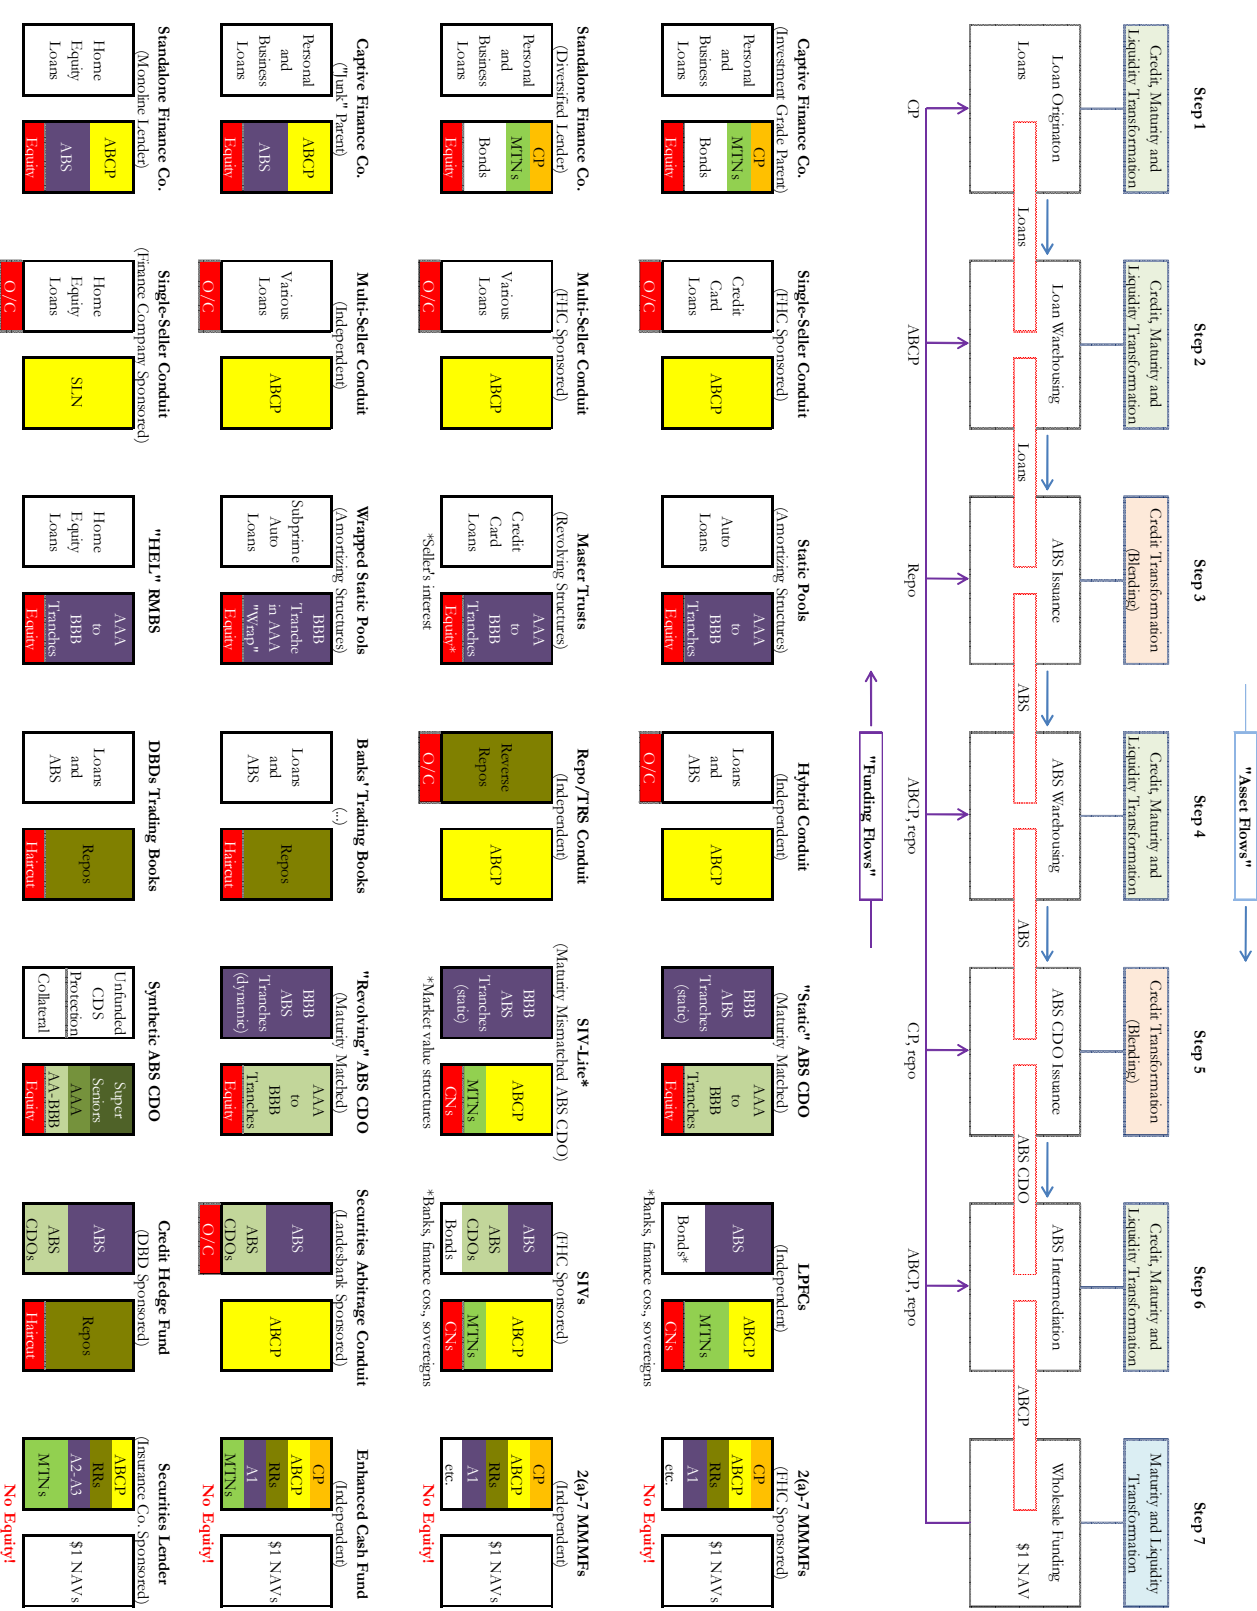 "Asset Flows"
Step 1
Step 2
Step 3
Step 4
Step 5
Step 6
Step 7
Credit, Maturity and
Liquidity Transformation
Credit, Maturity and
Liquidity Transformation
Credit Transformation
(Blending)
Credit, Maturity and
Liquidity Transformation
Credit Transformation
(Blending)
Credit, Maturity and
Liquidity Transformation
Maturity and Liquidity
Transformation
Loan Originaton
Loan Warehousing
ABS Issuance
ABS Warehousing
ABS CDO Issuance
ABS Intermediation
Wholesale Funding
Loans
Loans
Loans
ABS
ABS
ABS CDO
ABCP
$1 NAV
CP
ABCP
Repo
ABCP, repo
CP, repo
ABCP, repo
"Funding Flows"
Captive Finance Co.
(Investment Grade Parent)
Personal
and
Business
Loans
CP
MTNs
Bonds
Equity
Single-Seller Conduit
(FHC Sponsored)
Credit
Card
Loans
O/C
ABCP
Static Pools
(Amortizing Structures)
Auto
Loans
AAA
to
BBB
Tranches
Equity
Hybrid Conduit
(Independent)
Loans
and
ABS
O/C
ABCP
"Static" ABS CDO
(Maturity Matched)
BBB
ABS
Tranches
(static)
AAA
to
BBB
Tranches
Equity
LPFCs
(Independent)
ABS
Bonds*
ABCP
MTNs
CNs
*Banks, finance cos., sovereigns
2(a)-7 MMMFs
(FHC Sponsored)
CP
ABCP
RRs
A1
etc.
$1 NAVs
No Equity!
Standalone Finance Co.
(Diversified Lender)
Personal
and
Business
Loans
CP
MTNs
Bonds
Equity
Multi-Seller Conduit
(FHC Sponsored)
Various
Loans
O/C
ABCP
Master Trusts
(Revolving Structures)
Credit
Card
Loans
AAA
to
BBB
Tranches
Equity*
*Seller's interest
Repo/TRS Conduit
(Independent)
Reverse
Repos
O/C
ABCP
SIV-Lite*
(Maturity Mismatched ABS CDO)
BBB
ABS
Tranches
(static)
ABCP
MTNs
CNs
*Market value structures
SIVs
(FHC Sponsored)
ABS
ABS
CDOs
Bonds
ABCP
MTNs
CNs
*Banks, finance cos., sovereigns
2(a)-7 MMMFs
(Independent)
CP
ABCP
RRs
A1
etc.
$1 NAVs
No Equity!
Captive Finance Co.
("Junk" Parent)
Personal
and
Business
Loans
ABCP
ABS
Equity
Multi-Seller Conduit
(Independent)
Various
Loans
O/C
ABCP
Wrapped Static Pools
(Amortizing Structures)
Subprime
Auto
Loans
BBB
Tranche
in AAA
"Wrap"
Equity
Banks' Trading Books
(...)
Loans
and
ABS
Repos
Haircut
"Revolving" ABS CDO
(Maturity Matched)
BBB
ABS
Tranches
(dynamic)
AAA
to
BBB
Tranches
Equity
Securities Arbitrage Conduit
(Landesbank Sponsored)
ABS
ABS
CDOs
O/C
ABCP
Enhanced Cash Fund
(Independent)
CP
ABCP
RRs
A1
MTNs
$1 NAVs
No Equity!
Standalone Finance Co.
(Monoline Lender)
Home
Equity
Loans
ABCP
ABS
Equity
Single-Seller Conduit
(Finance Company Sponsored)
Home
Equity
Loans
O/C
SLN
"HEL" RMBS
Home
Equity
Loans
AAA
to
BBB
Tranches
Equity
DBDs Trading Books
Loans
and
ABS
Repos
Haircut
Synthetic ABS CDO
Unfunded
CDS
Protection
Collateral
Super
Seniors
AAA
AA-BBB
Equity
Credit Hedge Fund
(DBD Sponsored)
ABS
ABS
CDOs
Repos
Haircut
Securities Lender
(Insurance Co. Sponsored)
ABCP
RRs
A2-A3
MTNs
$1 NAVs
No Equity!